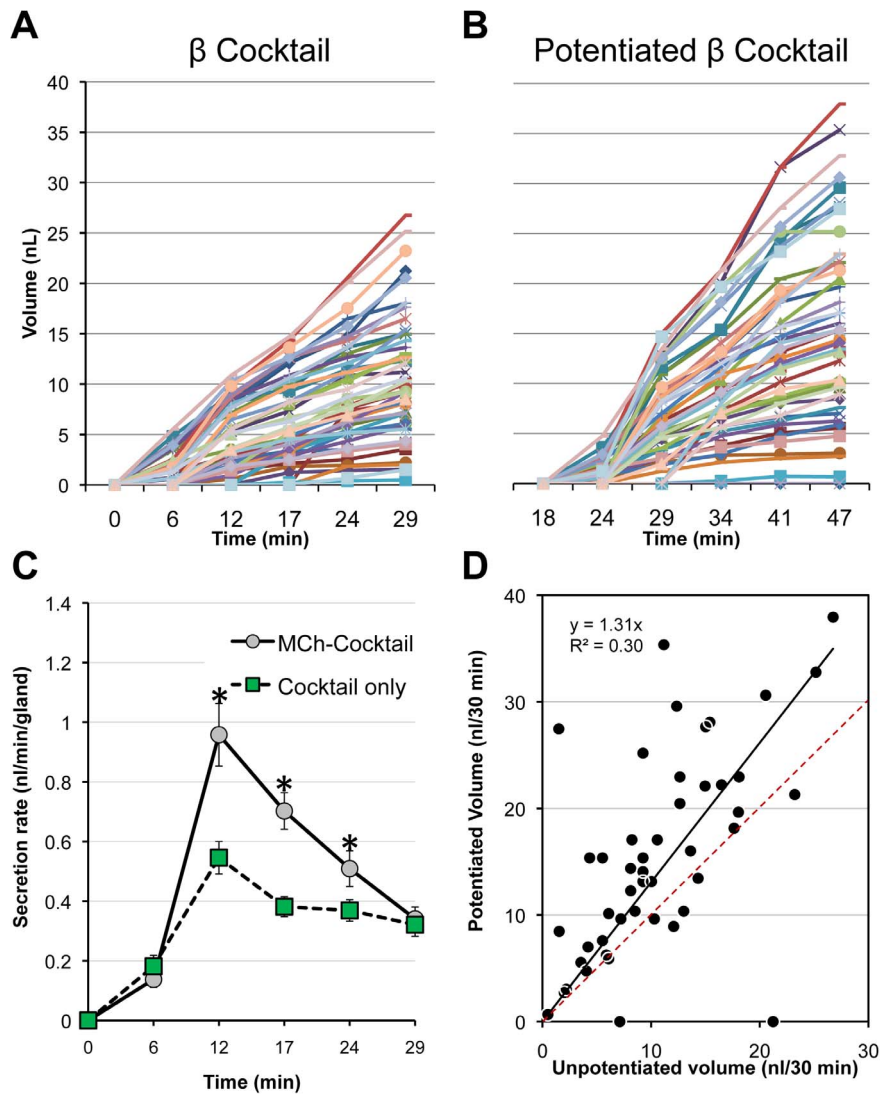 A
β Cocktail
Volume (nL)
40
35
30
25
20
15
10
5
0
0 6 12 17 24 29
Time (min)
B
Potentiated β Cocktail
18 24 29 34 41 47
Time (min)
C
Secretion rate (nl/min/gland)
1.4
1.2
1
0.8
0.6
0.4
0.2
0
MCh-Cocktail
Cocktail only
*
*
*
0 6 12 17 24 29
Time (min)
D
Potentiated Volume (nl/30 min)
40
30
20
10
0
y = 1.31x
R² = 0.30
0 10 20 30
Unpotentiated volume (nl/30 min)